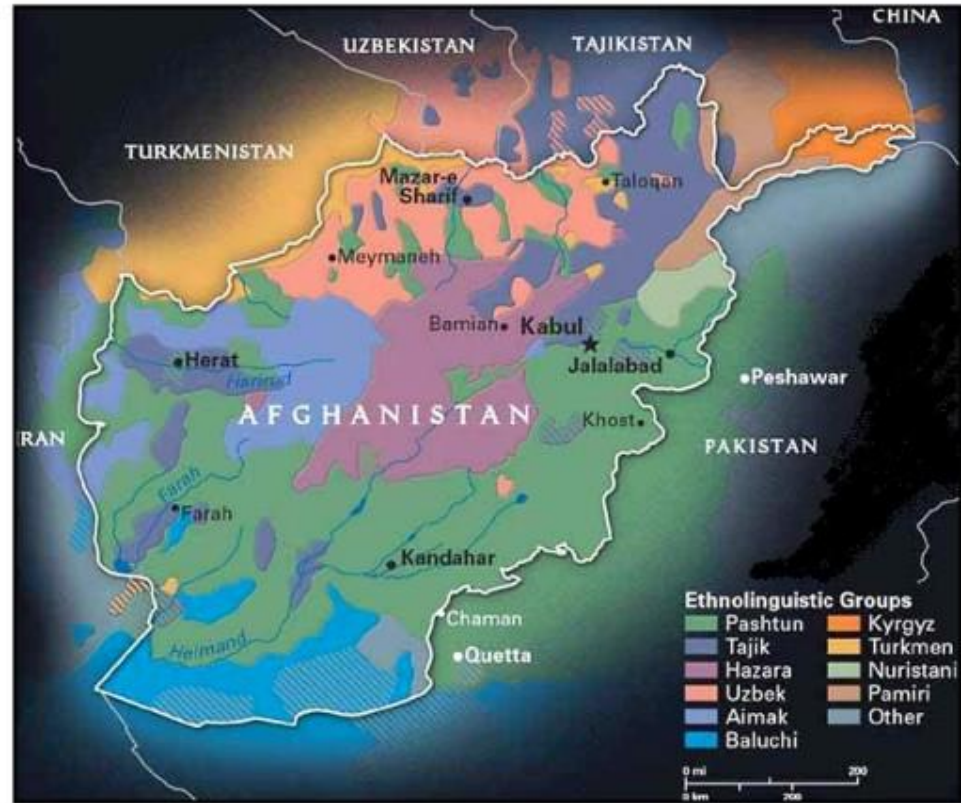 CHINA
UZBEKISTAN
TAJIKISTAN
TURKMENISTAN
Mazar-e
Sharif
Taloqan
Meymaneh
Bamian
Kabul
Jalalabad
Herat
Harirud
Peshawar
AFGHANISTAN
Khost
IRAN
PAKISTAN
Farah
Farah
Kandahar
Chaman
Helmand
Quetta
Ethnolinguistic Groups
Pashtun
Tajik
Hazara
Uzbek
Aimak
Baluchi
Kyrgyz
Turkmen
Nuristani
Pamiri
Other
0 mi 200
0 km 200